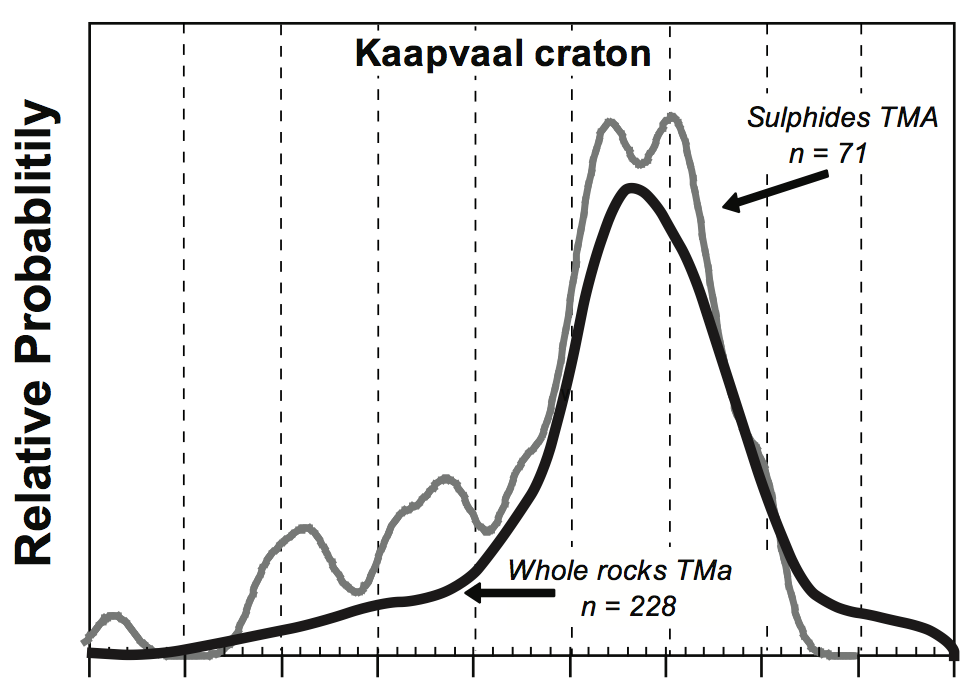 Kaapvaal craton
Relative Probablitily
Sulphides TMA
n = 71
Whole rocks TMa
n = 228